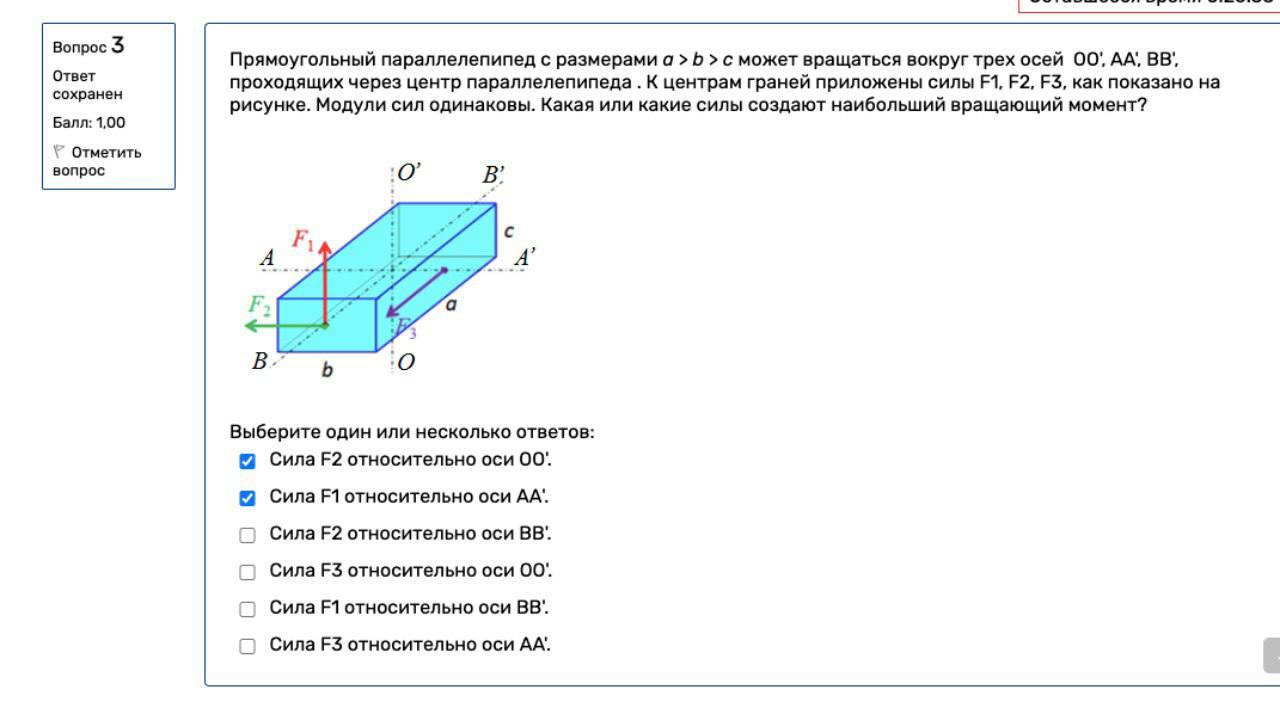 Вопрос 3
Ответ
сохранен
Балл: 1,00
Отметить
вопрос
Прямоугольный параллелепипед с размерами a > b > c может вращаться вокруг трех осей OO', AA', BB',
проходящих через центр параллелепипеда . К центрам граней приложены силы F1, F2, F3, как показано на
рисунке. Модули сил одинаковы. Какая или какие силы создают наибольший вращающий момент?
O'
B'
F1
c
A
A'
F2
a
F3
B
O
b
Выберите один или несколько ответов:
Сила F2 относительно оси OO'.
Сила F1 относительно оси AA'.
Сила F2 относительно оси BB'.
Сила F3 относительно оси OO'.
Сила F1 относительно оси BB'.
Сила F3 относительно оси AA'.